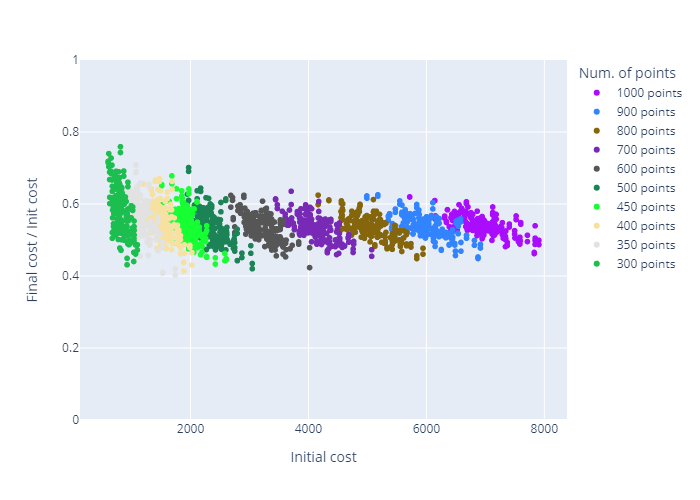 1
0.8
0.6
0.4
0.2
0
2000
4000
6000
8000
Initial cost
Final cost / Init cost
Num. of points
1000 points
900 points
800 points
700 points
600 points
500 points
450 points
400 points
350 points
300 points